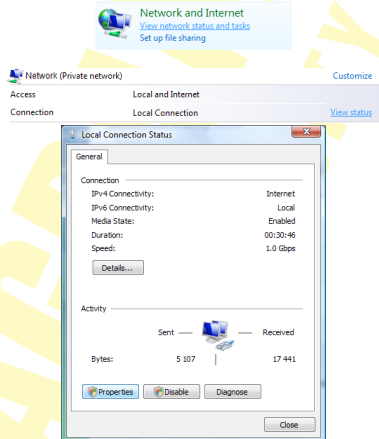 Network and Internet
View network status and tasks
Set up file sharing
Network (Private network) Customize
Access Local and Internet
Connection Local Connection View status
Local Connection Status
General
Connection
IPv4 Connectivity: Internet
IPv6 Connectivity: Local
Media State: Enabled
Duration: 00:30:46
Speed: 1.0 Gbps
Details...
Activity
Sent Received
Bytes: 5 107 17 441
Properties Disable Diagnose
Close